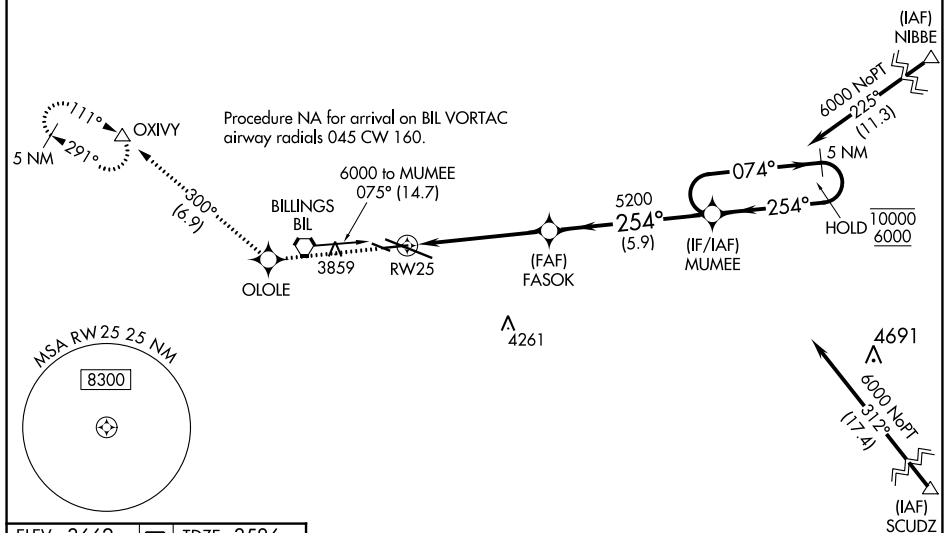 (IAF)
NIBBE
6000 NoPT
225°
(11.3)
111°
OXIVY
291°
5 NM
Procedure NA for arrival on BIL VORTAC
airway radials 045 CW 160.
6000 to MUMEE
075° (14.7)
300°
(6.9)
BILLINGS
BIL
3859
RW25
OLOLE
5 NM
074°
254°
HOLD
10000
6000
5200
254°
(5.9)
(IF/IAF)
MUMEE
(FAF)
FASOK
4261
4691
6000 NoPT
312°
(17.4)
(IAF)
SCUDZ
MSA RW 25 25 NM
8300